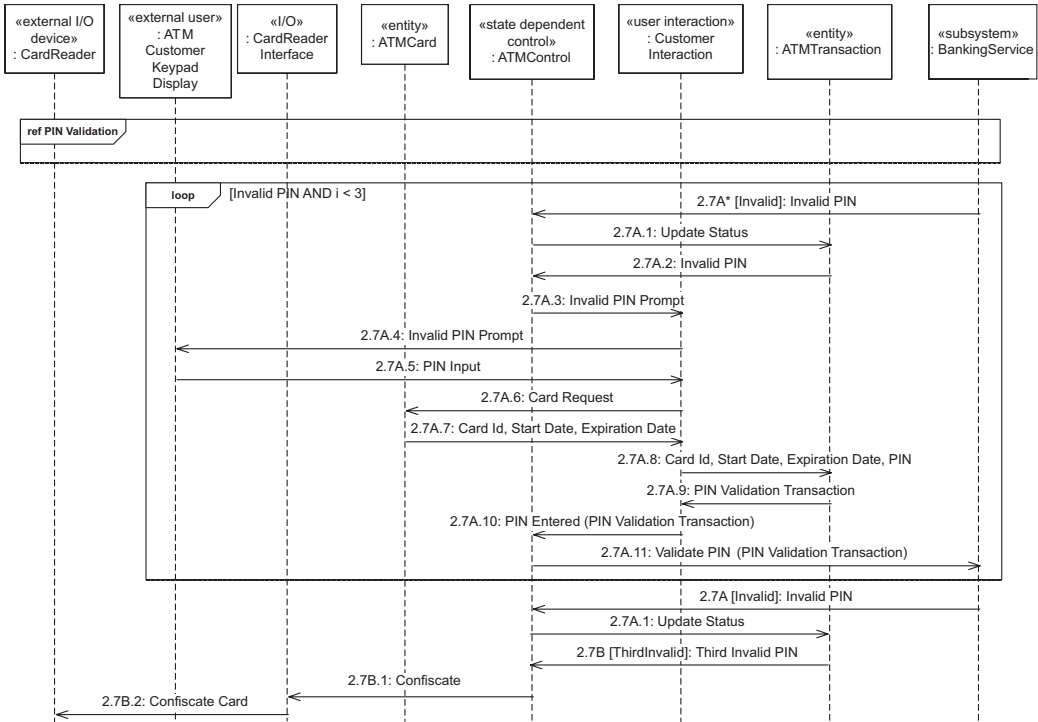 «external I/O
device»
: CardReader
«external user»
: ATM
Customer
Keypad
Display
«I/O»
: CardReader
Interface
«entity»
: ATMCard
«state dependent
control»
: ATMControl
«user interaction»
: Customer
Interaction
«entity»
: ATMTransaction
«subsystem»
: BankingService
ref PIN Validation
loop
[Invalid PIN AND i < 3]
2.7A* [Invalid]: Invalid PIN
2.7A.1: Update Status
2.7A.2: Invalid PIN
2.7A.3: Invalid PIN Prompt
2.7A.4: Invalid PIN Prompt
2.7A.5: PIN Input
2.7A.6: Card Request
2.7A.7: Card Id, Start Date, Expiration Date
2.7A.8: Card Id, Start Date, Expiration Date, PIN
2.7A.9: PIN Validation Transaction
2.7A.10: PIN Entered (PIN Validation Transaction)
2.7A.11: Validate PIN (PIN Validation Transaction)
2.7A [Invalid]: Invalid PIN
2.7A.1: Update Status
2.7B [ThirdInvalid]: Third Invalid PIN
2.7B.1: Confiscate
2.7B.2: Confiscate Card